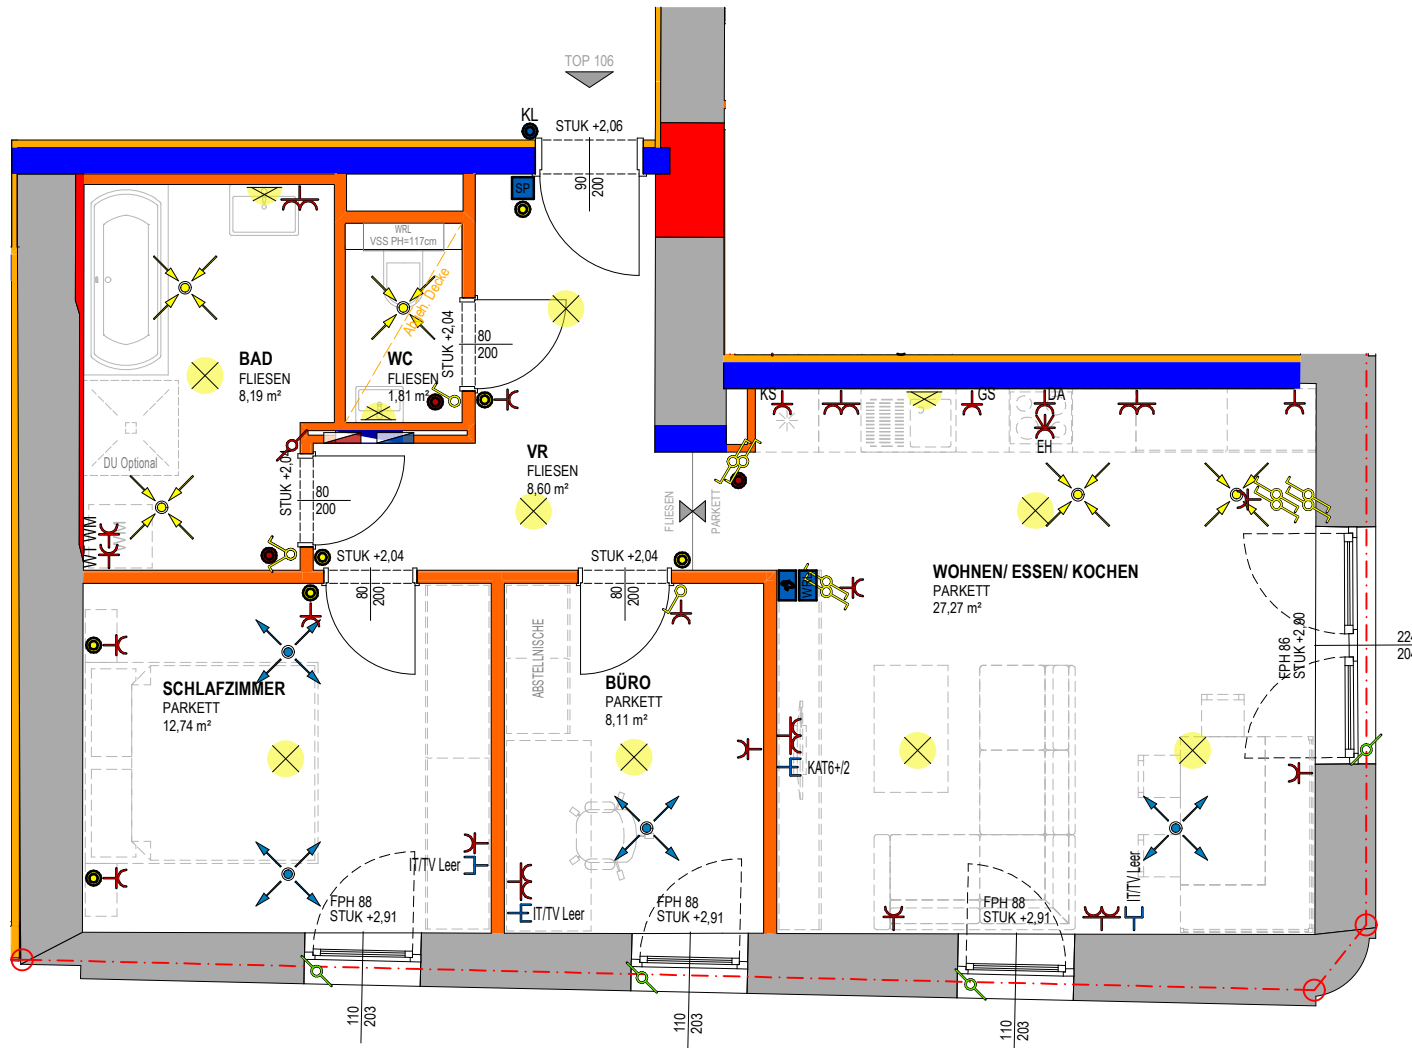 TOP 106
KL
STUK +2,06
90
200
SP
WRL
VSS PH=117cm
Abgeh. Decke
STUK +2,04
80
200
BAD
FLIESEN
8,19 m²
WC
FLIESEN
1,81 m²
DU Optional
WT WM
WM
STUK +2,04
80
200
VR
FLIESEN
8,60 m²
FLIESEN
PARKETT
KS
GS
DA
EH
STUK +2,04
80
200
STUK +2,04
80
200
WOHNEN/ ESSEN/ KOCHEN
PARKETT
27,27 m²
FPH 86
STUK +2,00
224
204
SCHLAFZIMMER
PARKETT
12,74 m²
ABSTELLNISCHE
BÜRO
PARKETT
8,11 m²
KAT6+/2
IT/TV Leer
IT/TV Leer
IT/TV Leer
FPH 88
STUK +2,91
FPH 88
STUK +2,91
FPH 88
STUK +2,91
110
203
110
203
110
203